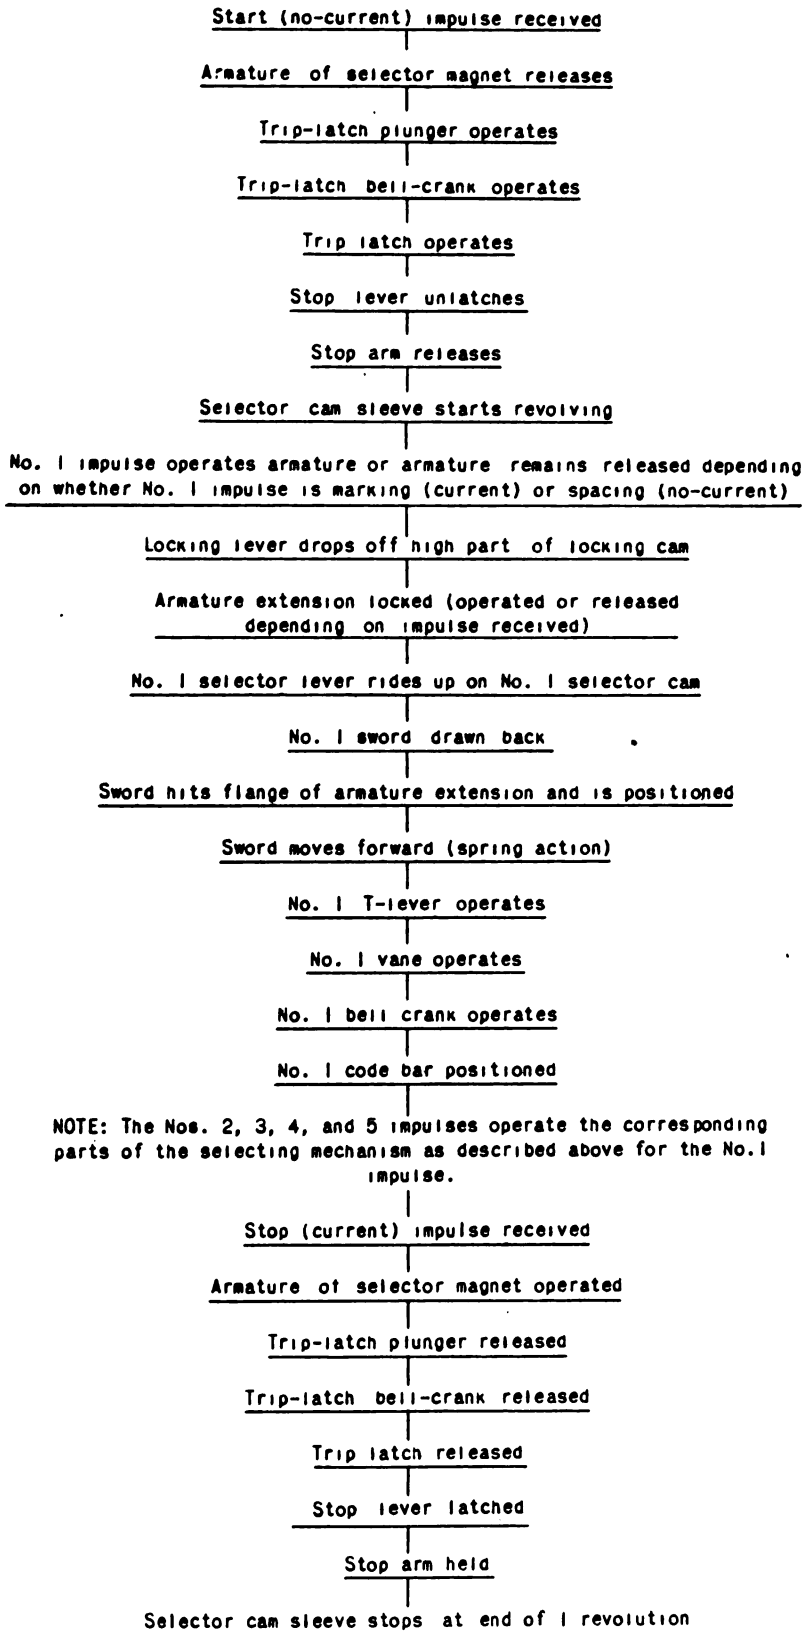 Start (no-current) impulse received
Armature of selector magnet releases
Trip-latch plunger operates
Trip-latch bell-crank operates
Trip latch operates
Stop lever unlatches
Stop arm releases
Selector cam sleeve starts revolving
No. 1 impulse operates armature or armature remains released depending
on whether No. 1 impulse is marking (current) or spacing (no-current)
Locking lever drops off high part of locking cam
Armature extension locked (operated or released
depending on impulse received)
No. 1 selector lever rides up on No. 1 selector cam
No. 1 sword drawn back
Sword hits flange of armature extension and is positioned
Sword moves forward (spring action)
No. 1 T-lever operates
No. 1 vane operates
No. 1 bell crank operates
No. 1 code bar positioned
NOTE: The Nos. 2, 3, 4, and 5 impulses operate the corresponding
parts of the selecting mechanism as described above for the No.1
impulse.
Stop (current) impulse received
Armature of selector magnet operated
Trip-latch plunger released
Trip-latch bell-crank released
Trip latch released
Stop lever latched
Stop arm held
Selector cam sleeve stops at end of 1 revolution